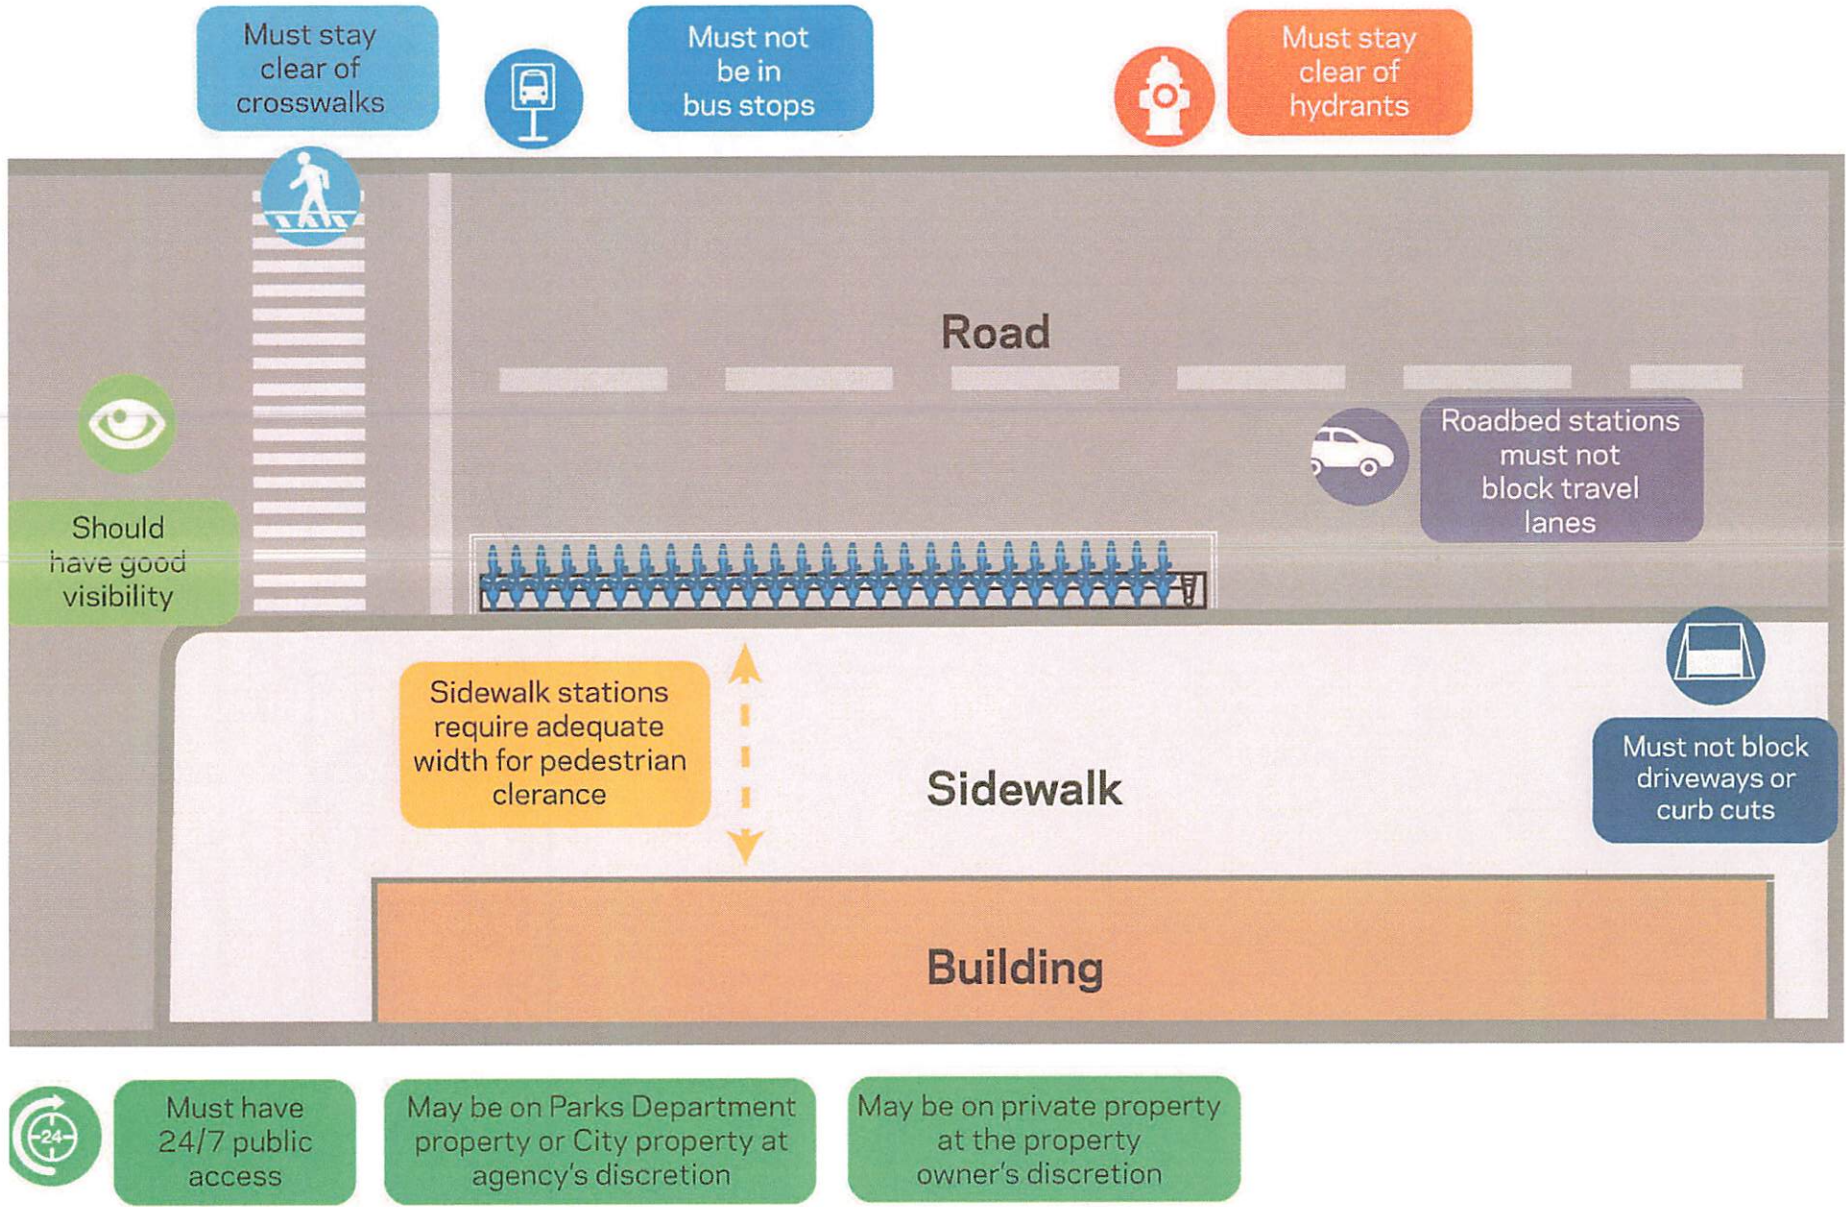 Must stay
clear of
crosswalks
Must not
be in
bus stops
Must stay
clear of
hydrants
Road
Roadbed stations
must not
block travel
lanes
Should
have good
visibility
Sidewalk stations
require adequate
width for pedestrian
clerance
Sidewalk
Must not block
driveways or
curb cuts
Building
24
Must have
24/7 public
access
May be on Parks Department
property or City property at
agency's discretion
May be on private property
at the property
owner's discretion